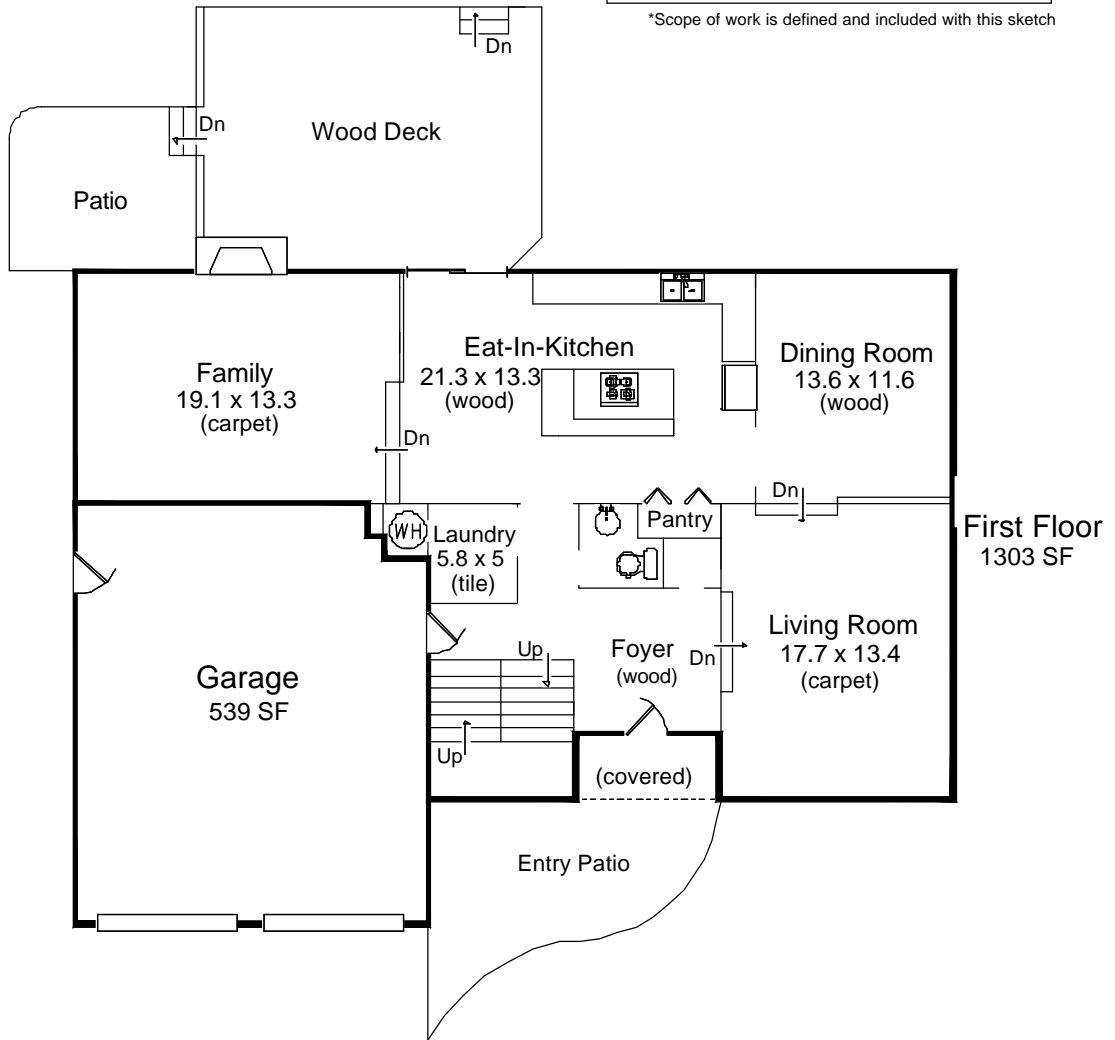 *Scope of work is defined and included with this sketch
Dn
Wood Deck
Dn
Patio
Eat-In-Kitchen
21.3 x 13.3
(wood)
Dining Room
13.6 x 11.6
(wood)
Family
19.1 x 13.3
(carpet)
Dn
Dn
WH
Laundry
5.8 x 5
(tile)
Pantry
First Floor
1303 SF
Living Room
17.7 x 13.4
(carpet)
Up
Foyer
(wood)
Dn
Garage
539 SF
Up
(covered)
Entry Patio